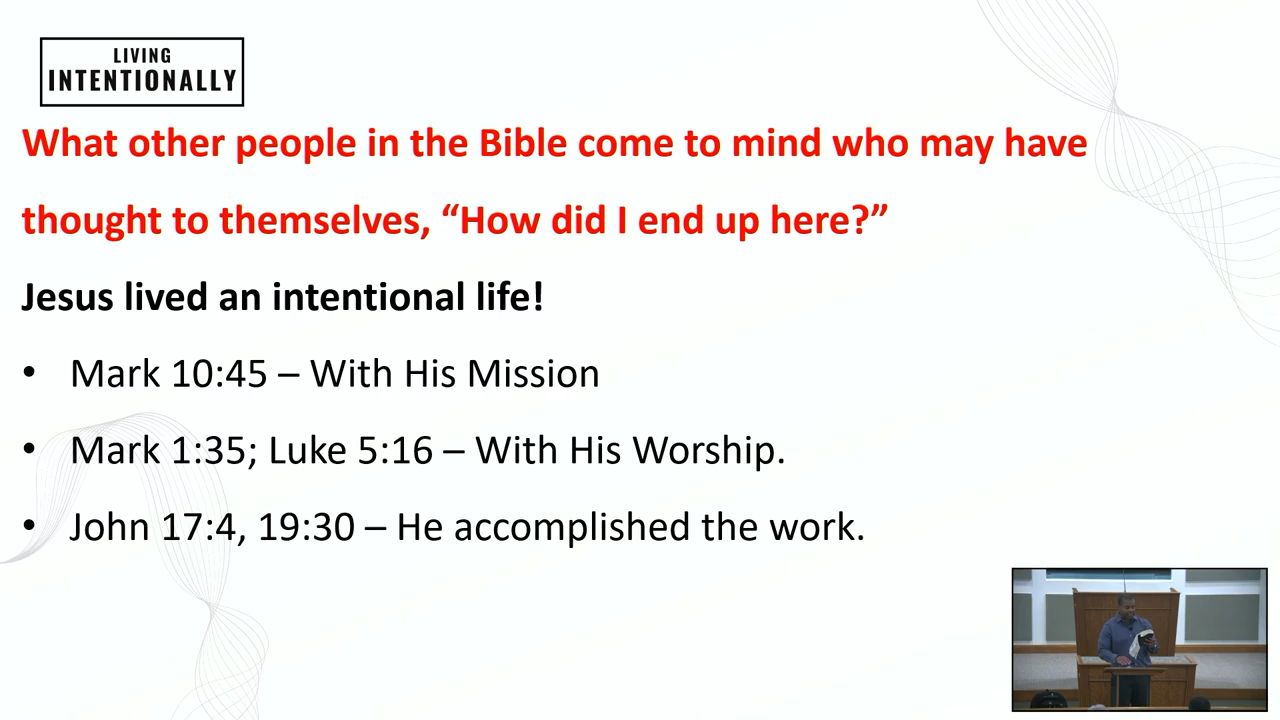 LIVING
INTENTIONALLY
What other people in the Bible come to mind who may have
thought to themselves, “How did I end up here?”
Jesus lived an intentional life!
• Mark 10:45 – With His Mission
• Mark 1:35; Luke 5:16 – With His Worship.
• John 17:4, 19:30 – He accomplished the work.